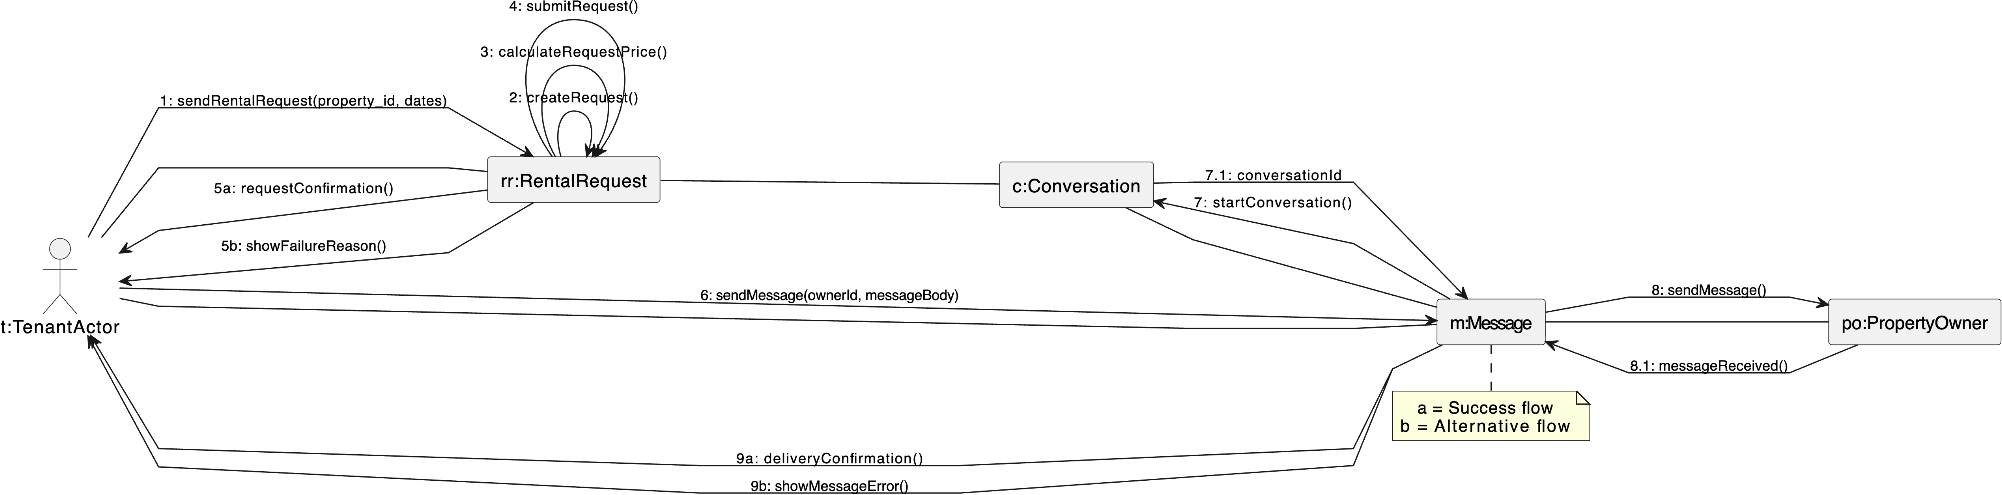 4: submitRequest()
3: calculateRequestPrice()
2: createRequest()
1: sendRentalRequest(property_id, dates)
rr:RentalRequest
c:Conversation
7.1: conversationId
5a: requestConfirmation()
7: startConversation()
5b: showFailureReason()
8: sendMessage()
6: sendMessage(ownerId, messageBody)
t:TenantActor
m:Message
po:PropertyOwner
8.1: messageReceived()
a = Success flow
b = Alternative flow
9a: deliveryConfirmation()
9b: showMessageError()